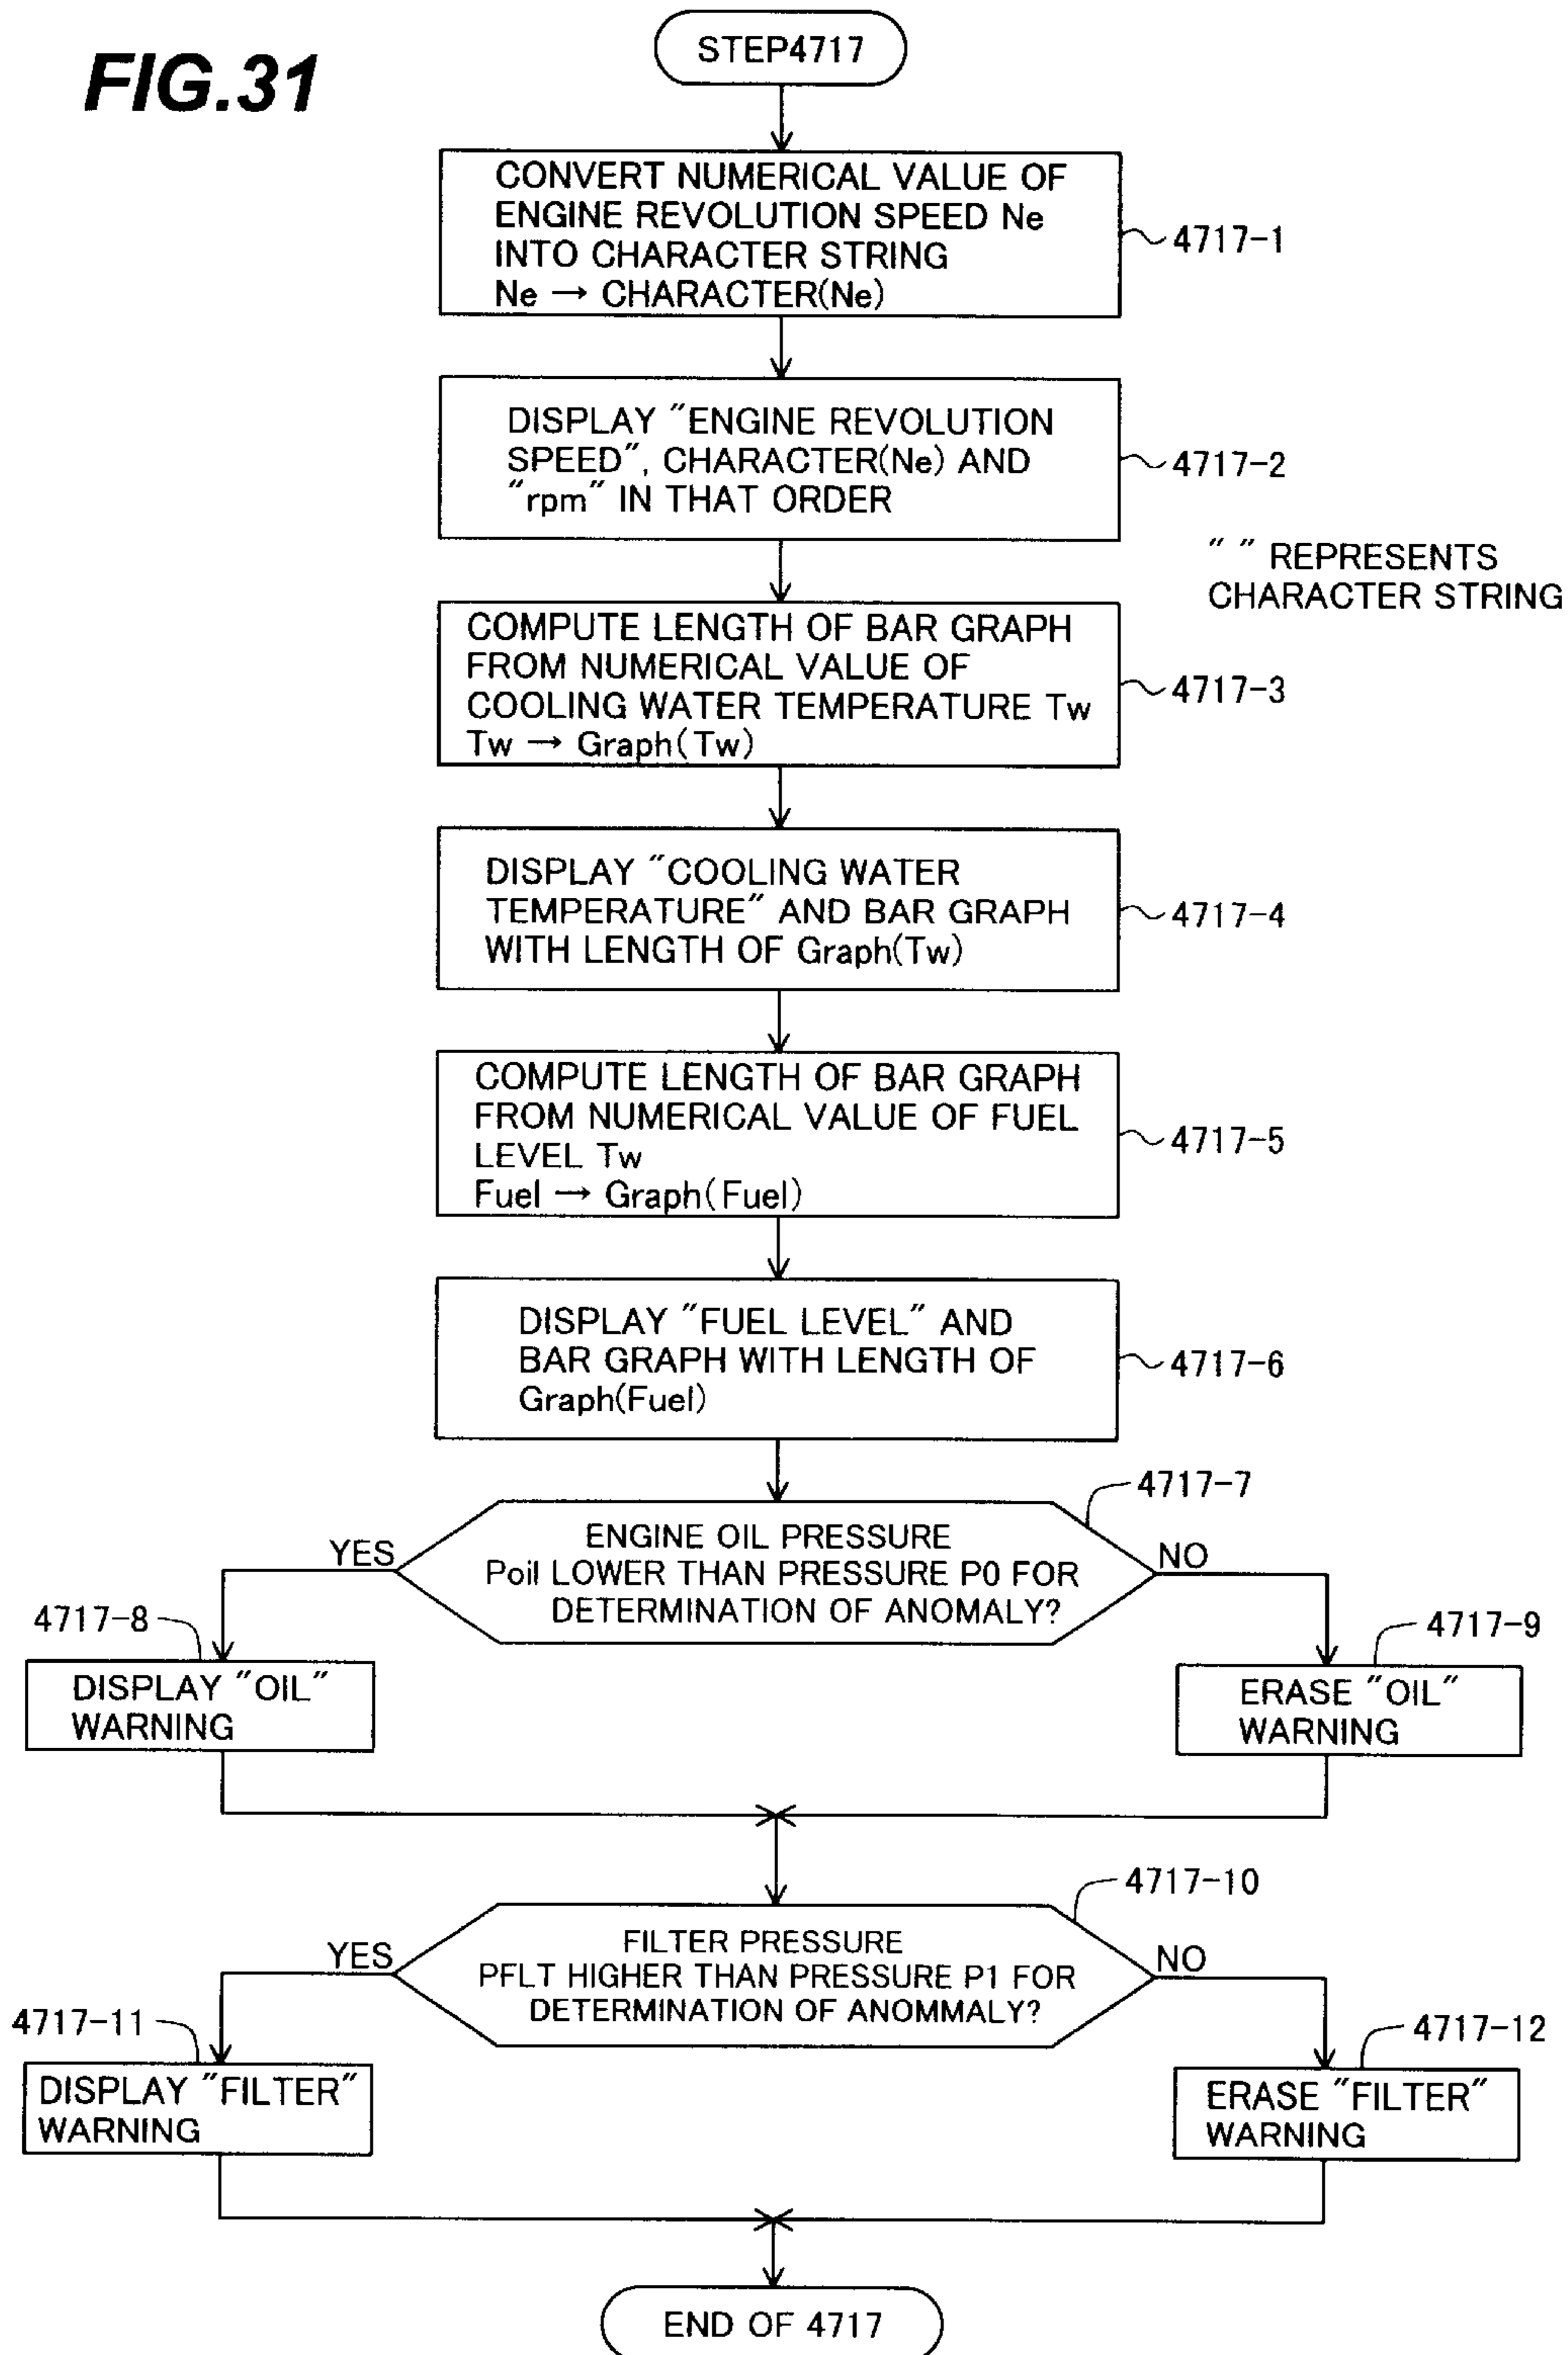 FIG.31
STEP4717
CONVERT NUMERICAL VALUE OF
ENGINE REVOLUTION SPEED Ne
INTO CHARACTER STRING
Ne → CHARACTER(Ne)
4717-1
DISPLAY "ENGINE REVOLUTION
SPEED", CHARACTER(Ne) AND
"rpm" IN THAT ORDER
4717-2
" " REPRESENTS
CHARACTER STRING
COMPUTE LENGTH OF BAR GRAPH
FROM NUMERICAL VALUE OF
COOLING WATER TEMPERATURE Tw
Tw → Graph(Tw)
4717-3
DISPLAY "COOLING WATER
TEMPERATURE" AND BAR GRAPH
WITH LENGTH OF Graph(Tw)
4717-4
COMPUTE LENGTH OF BAR GRAPH
FROM NUMERICAL VALUE OF FUEL
LEVEL Tw
Fuel → Graph(Fuel)
4717-5
DISPLAY "FUEL LEVEL" AND
BAR GRAPH WITH LENGTH OF
Graph(Fuel)
4717-6
4717-7
ENGINE OIL PRESSURE
Poil LOWER THAN PRESSURE P0 FOR
DETERMINATION OF ANOMALY?
YES
NO
4717-8
DISPLAY "OIL"
WARNING
4717-9
ERASE "OIL"
WARNING
4717-10
FILTER PRESSURE
PFLT HIGHER THAN PRESSURE P1 FOR
DETERMINATION OF ANOMMALY?
YES
NO
4717-11
DISPLAY "FILTER"
WARNING
4717-12
ERASE "FILTER"
WARNING
END OF 4717